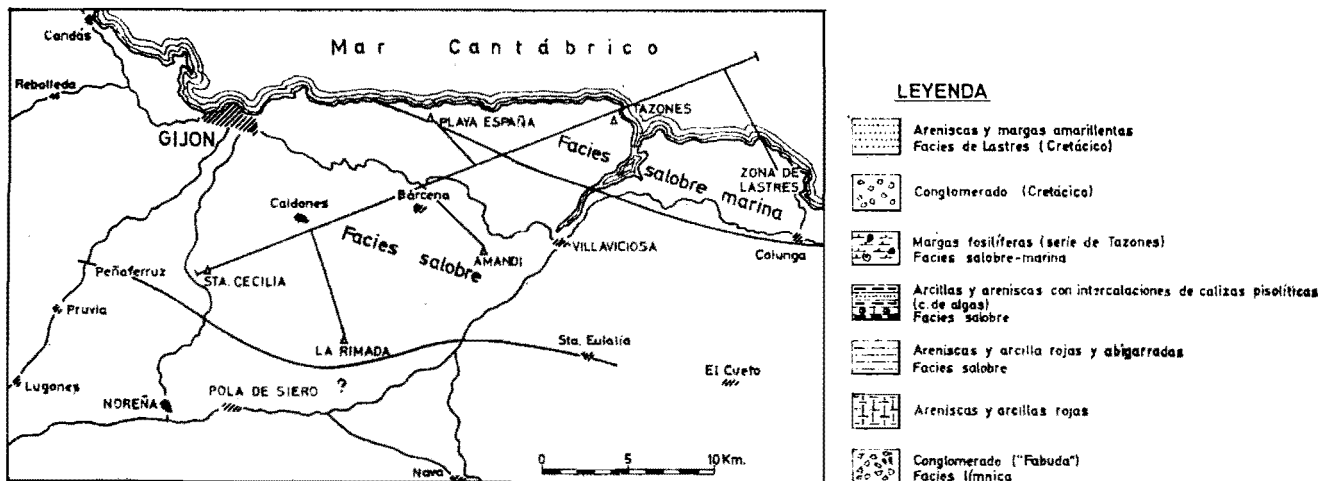 Mar Cantábrico
Candás
Rebolleda
GIJON
PLAYA ESPAÑA
TAZONES
Facies
salobre marina
ZONA DE
LASTRES
Caldones
Bárcena
Facies salobre
VILLAVICIOSA
Colunga
AMANDI
Peñaferruz
STA. CECILIA
Pruvia
LA RIMADA
Sta. Eulalia
El Cueto
Lugones
POLA DE SIERO
?
NOREÑA
Nava
0 5 10 Km.
LEYENDA
Areniscas y margas amarillentas
Facies de Lastres (Cretácico)
Conglomerado (Cretácico)
Margas fosilíferas (serie de Tazones)
Facies salobre-marina
Arcillas y areniscas con intercalaciones de calizas pisolíticas
(c. de algas)
Facies salobre
Areniscas y arcilla rojas y abigarradas
Facies salobre
Areniscas y arcillas rojas
Conglomerado ("Fabuda")
Facies límnica